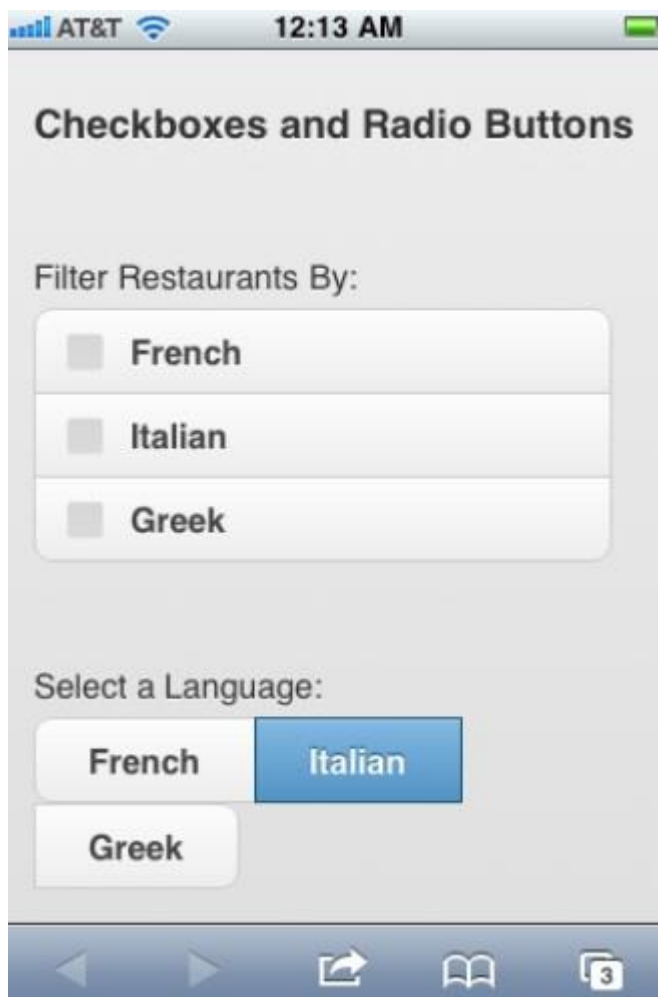 AT&T 12:13 AM
Checkboxes and Radio Buttons
Filter Restaurants By:
French
Italian
Greek
Select a Language:
French Italian
Greek
3